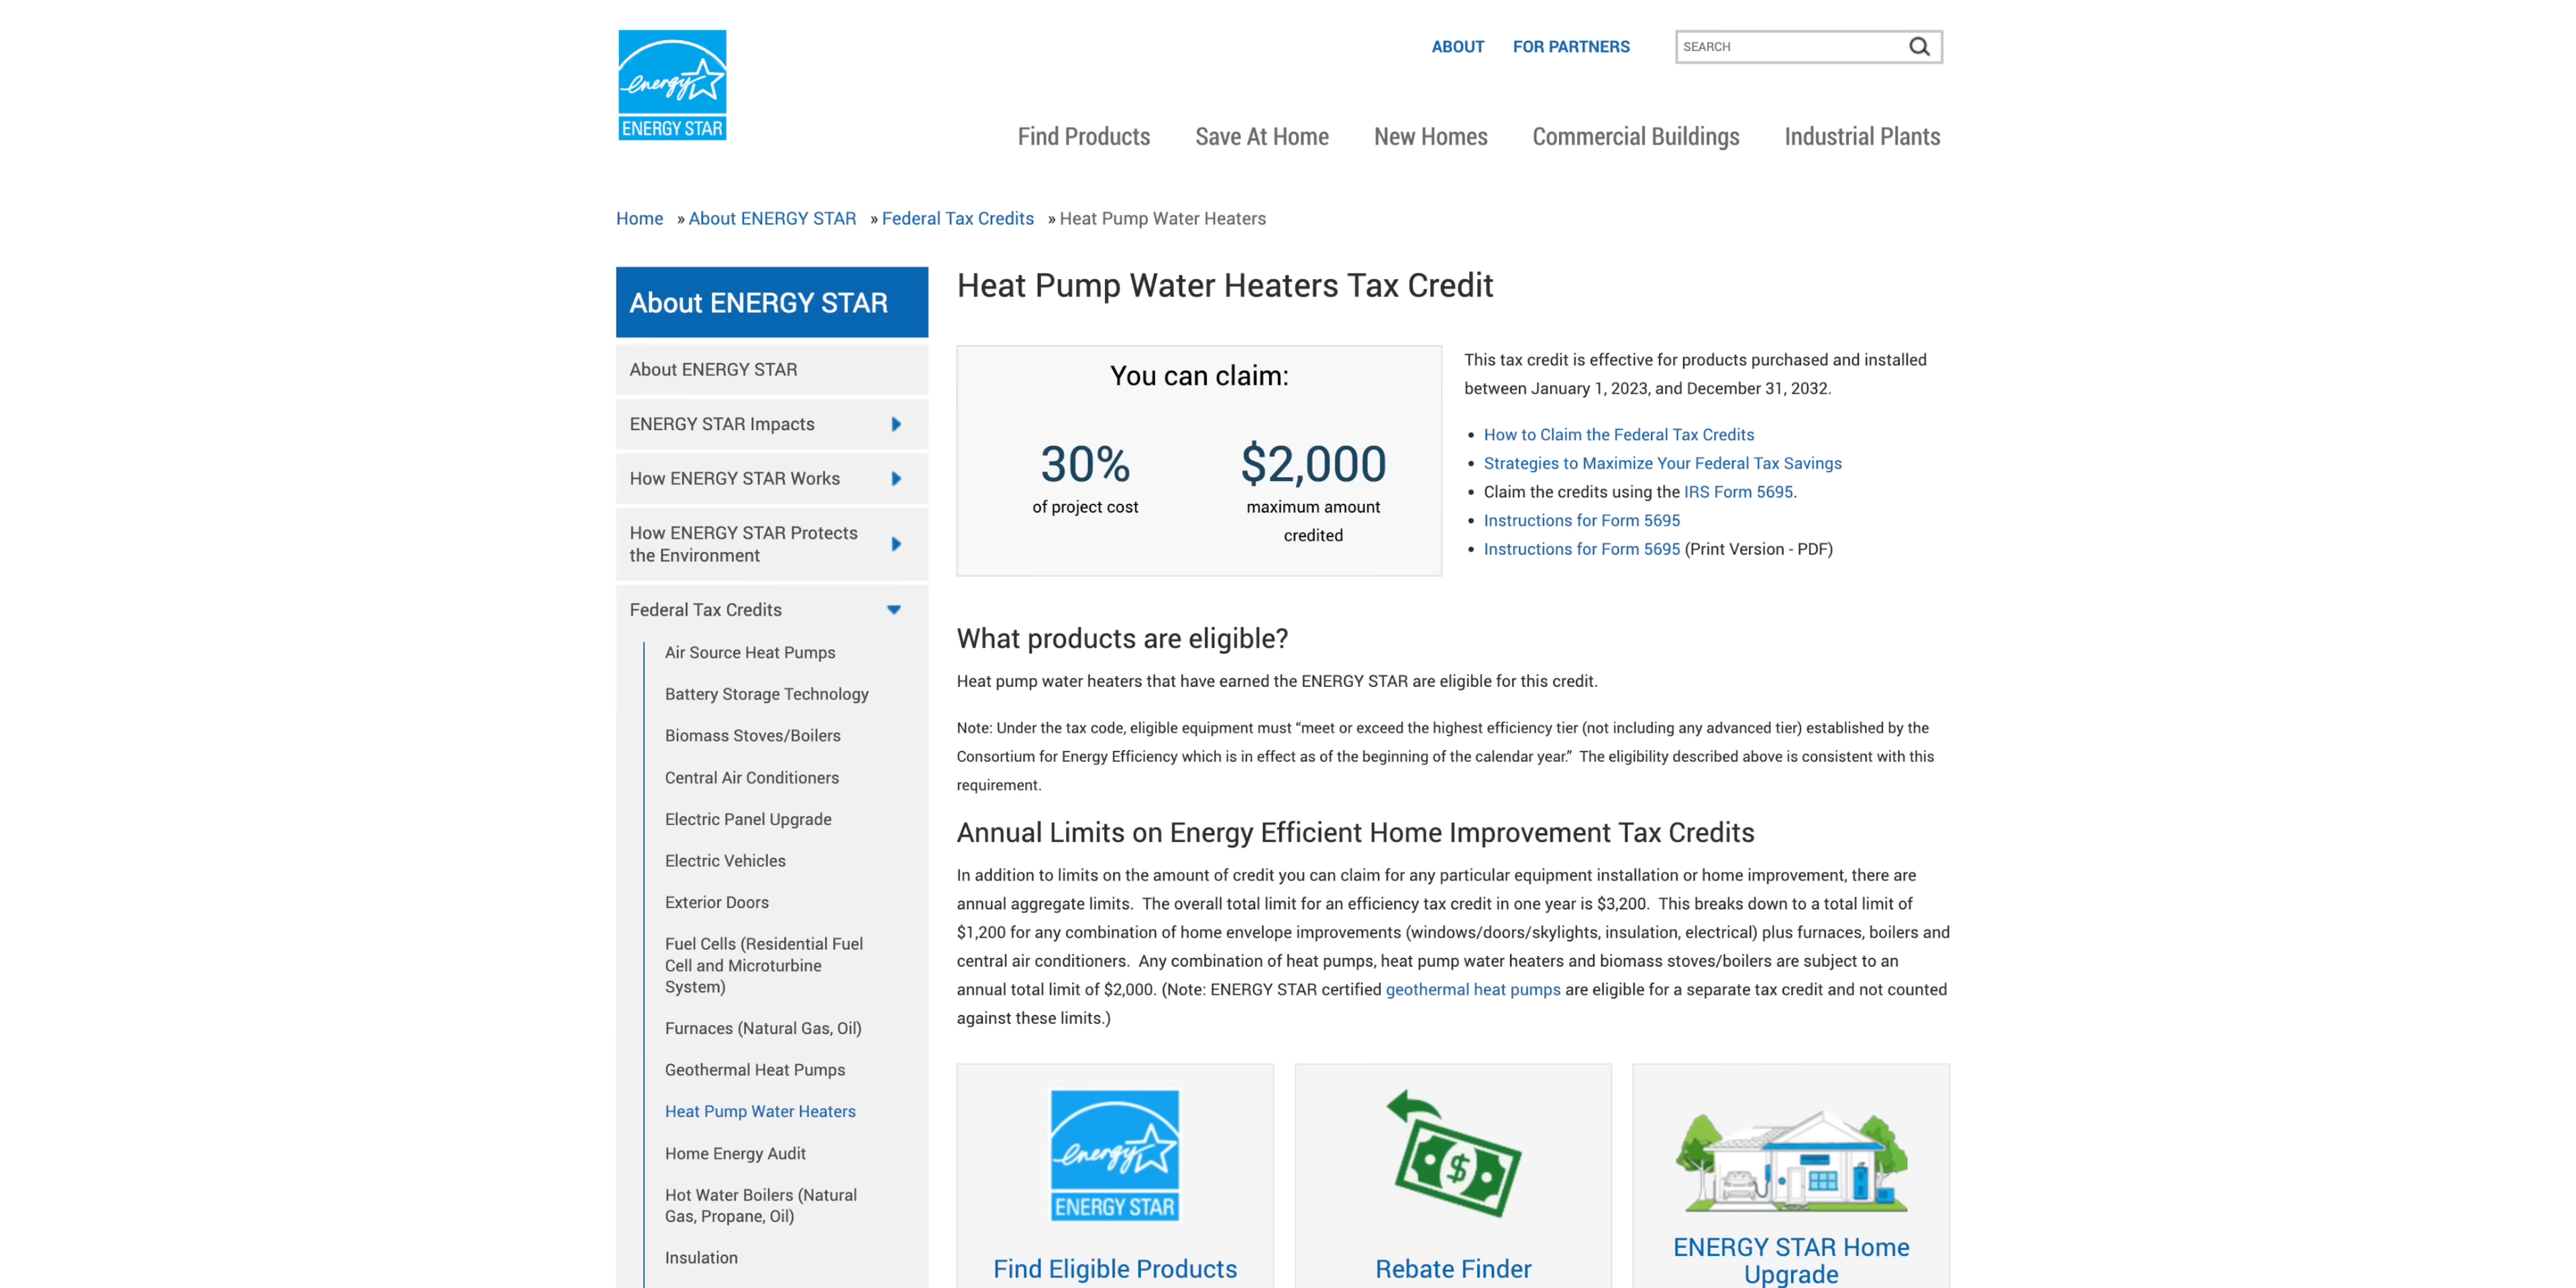 energy
ENERGY STAR
ABOUT
FOR PARTNERS
SEARCH
Find Products
Save At Home
New Homes
Commercial Buildings
Industrial Plants
Home » About ENERGY STAR » Federal Tax Credits » Heat Pump Water Heaters
About ENERGY STAR
About ENERGY STAR
ENERGY STAR Impacts
How ENERGY STAR Works
How ENERGY STAR Protects
the Environment
Federal Tax Credits
Air Source Heat Pumps
Battery Storage Technology
Biomass Stoves/Boilers
Central Air Conditioners
Electric Panel Upgrade
Electric Vehicles
Exterior Doors
Fuel Cells (Residential Fuel
Cell and Microturbine
System)
Furnaces (Natural Gas, Oil)
Geothermal Heat Pumps
Heat Pump Water Heaters
Home Energy Audit
Hot Water Boilers (Natural
Gas, Propane, Oil)
Insulation
Heat Pump Water Heaters Tax Credit
You can claim:
30%
of project cost
$2,000
maximum amount
credited
This tax credit is effective for products purchased and installed
between January 1, 2023, and December 31, 2032.
• How to Claim the Federal Tax Credits
• Strategies to Maximize Your Federal Tax Savings
• Claim the credits using the IRS Form 5695.
• Instructions for Form 5695
• Instructions for Form 5695 (Print Version - PDF)
What products are eligible?
Heat pump water heaters that have earned the ENERGY STAR are eligible for this credit.
Note: Under the tax code, eligible equipment must “meet or exceed the highest efficiency tier (not including any advanced tier) established by the
Consortium for Energy Efficiency which is in effect as of the beginning of the calendar year.” The eligibility described above is consistent with this
requirement.
Annual Limits on Energy Efficient Home Improvement Tax Credits
In addition to limits on the amount of credit you can claim for any particular equipment installation or home improvement, there are
annual aggregate limits. The overall total limit for an efficiency tax credit in one year is $3,200. This breaks down to a total limit of
$1,200 for any combination of home envelope improvements (windows/doors/skylights, insulation, electrical) plus furnaces, boilers and
central air conditioners. Any combination of heat pumps, heat pump water heaters and biomass stoves/boilers are subject to an
annual total limit of $2,000. (Note: ENERGY STAR certified geothermal heat pumps are eligible for a separate tax credit and not counted
against these limits.)
energy
ENERGY STAR
Find Eligible Products
$
Rebate Finder
ENERGY STAR Home
Upgrade